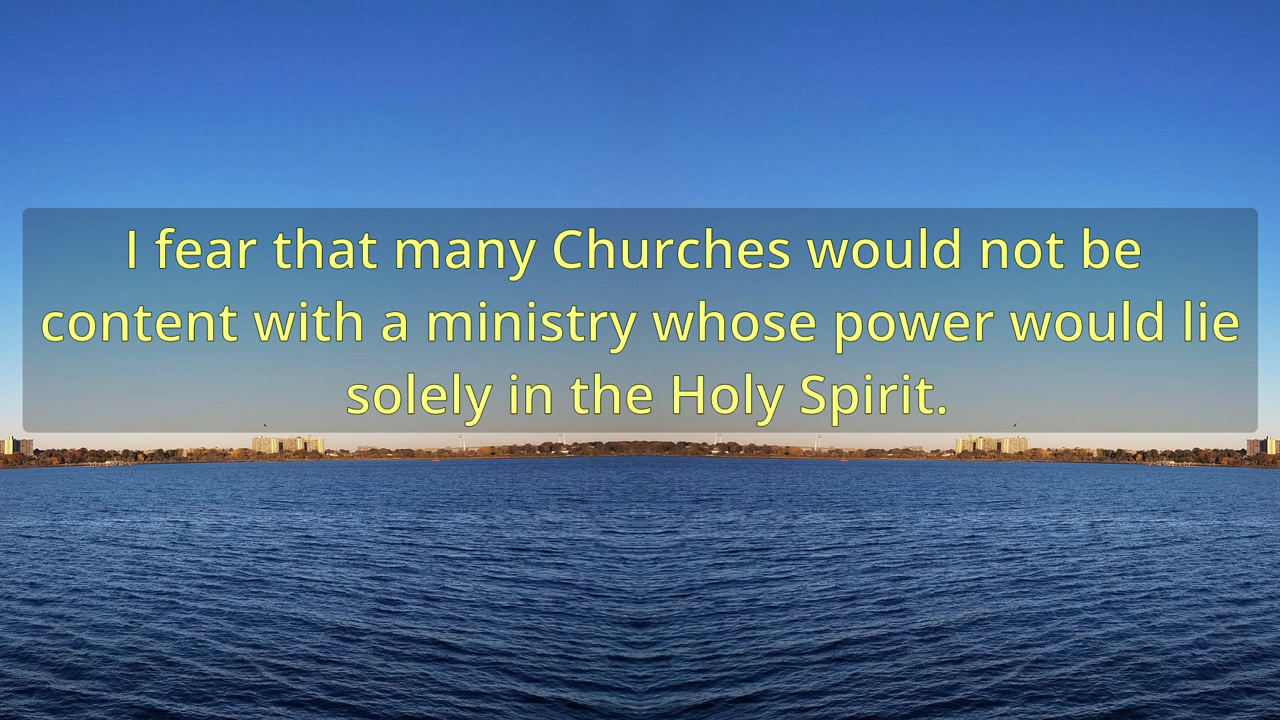 I fear that many Churches would not be
content with a ministry whose power would lie
solely in the Holy Spirit.